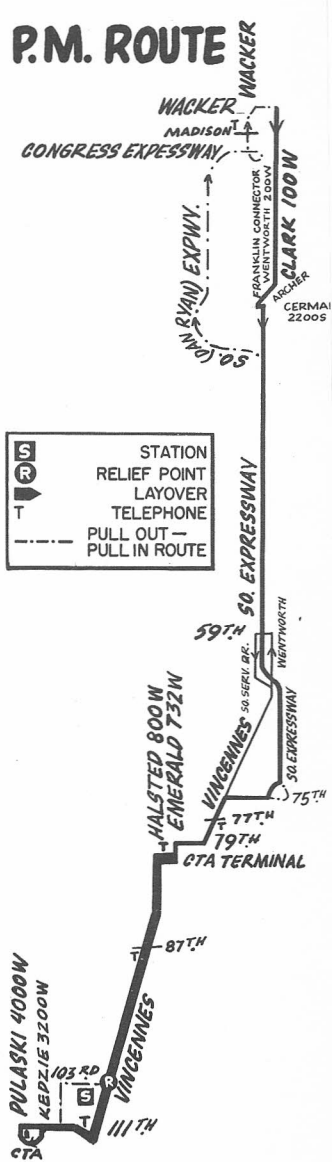 P.M. ROUTE
WACKER
WACKER
MADISON T
CONGRESS EXPESSWAY
FRANKLIN CONNECTOR
WENTWORTH 200W
CLARK 100W
SO. (DAN RYAN) EXPWY.
ARCHER
CERMA
2200S
S STATION
R RELIEF POINT
LAYOVER
T TELEPHONE
PULL OUT —
PULL IN ROUTE
SO. EXPRESSWAY
59TH
SO. SERV. DR.
WENTWORTH
HALSTED 800W
EMERALD 732W
VINCENNES
SO. EXPRESSWAY
75TH
T 77TH
79TH
T
CTA TERMINAL
T 87TH
VINCENNES
PULASKI 4000W
KEDZIE 3200W
103RD
R
S
T
111TH
T
CTA